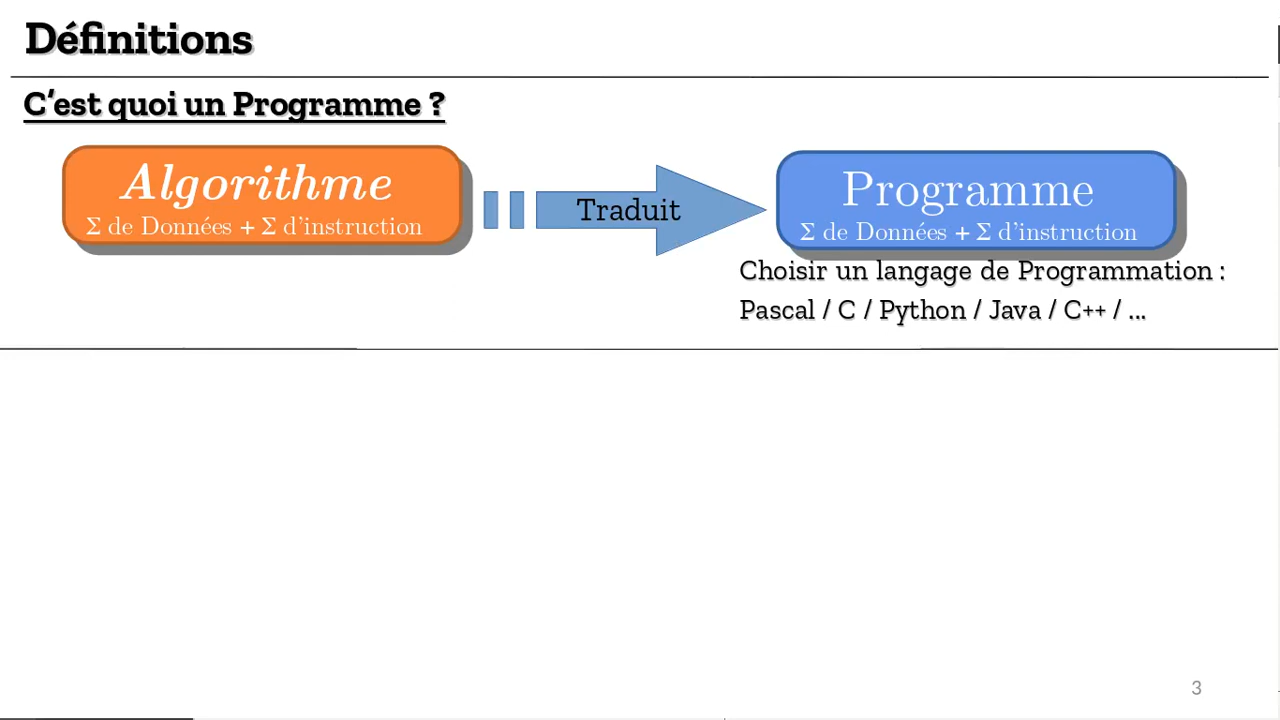 Définitions
C’est quoi un Programme ?
Algorithme
Σ de Données + Σ d’instruction
Traduit
Programme
Σ de Données + Σ d’instruction
Choisir un langage de Programmation :
Pascal / C / Python / Java / C++ / ...
3